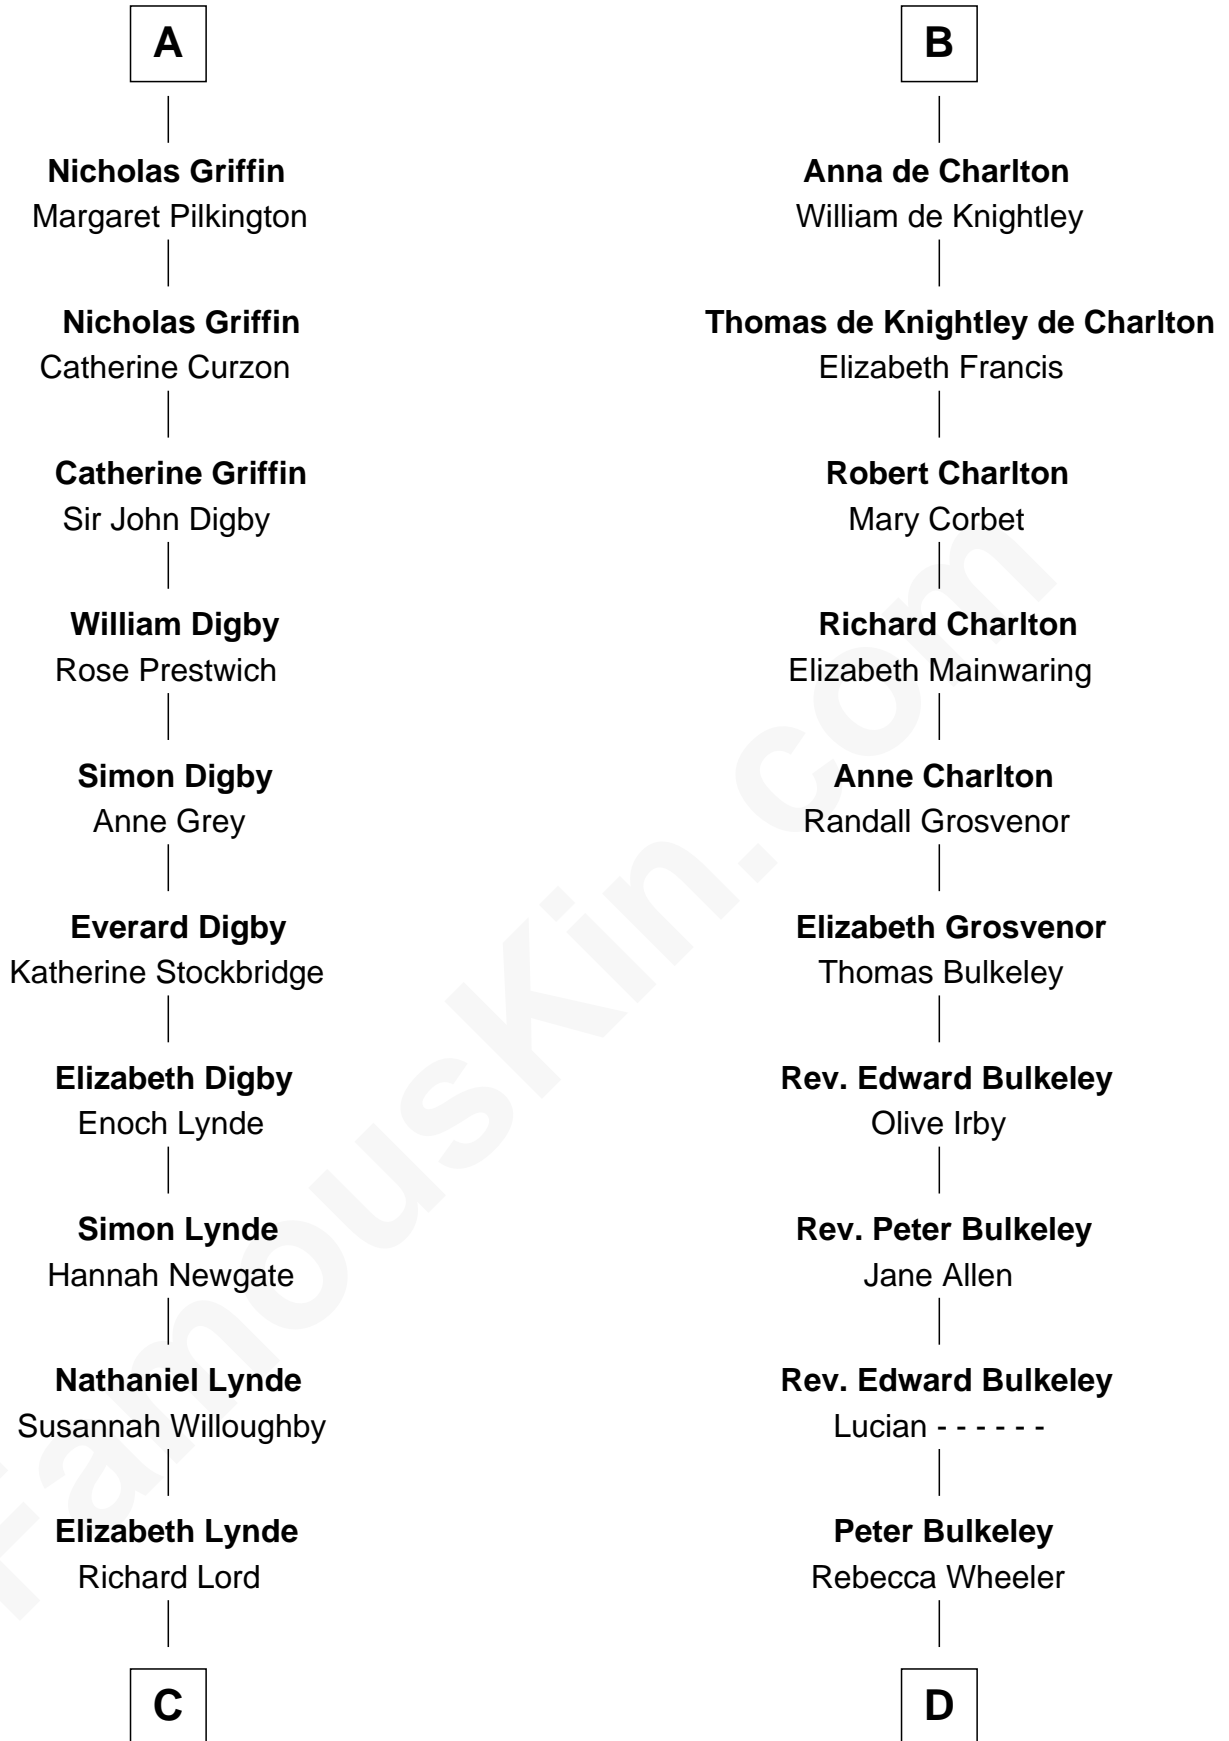 A
Nicholas Griffin
Margaret Pilkington
Nicholas Griffin
Catherine Curzon
Catherine Griffin
Sir John Digby
William Digby
Rose Prestwich
Simon Digby
Anne Grey
Everard Digby
Katherine Stockbridge
Elizabeth Digby
Enoch Lynde
Simon Lynde
Hannah Newgate
Nathaniel Lynde
Susannah Willoughby
Elizabeth Lynde
Richard Lord
C
B
Anna de Charlton
William de Knightley
Thomas de Knightley de Charlton
Elizabeth Francis
Robert Charlton
Mary Corbet
Richard Charlton
Elizabeth Mainwaring
Anne Charlton
Randall Grosvenor
Elizabeth Grosvenor
Thomas Bulkeley
Rev. Edward Bulkeley
Olive Irby
Rev. Peter Bulkeley
Jane Allen
Rev. Edward Bulkeley
Lucian - - - - - -
Peter Bulkeley
Rebecca Wheeler
D
FamousKin.com